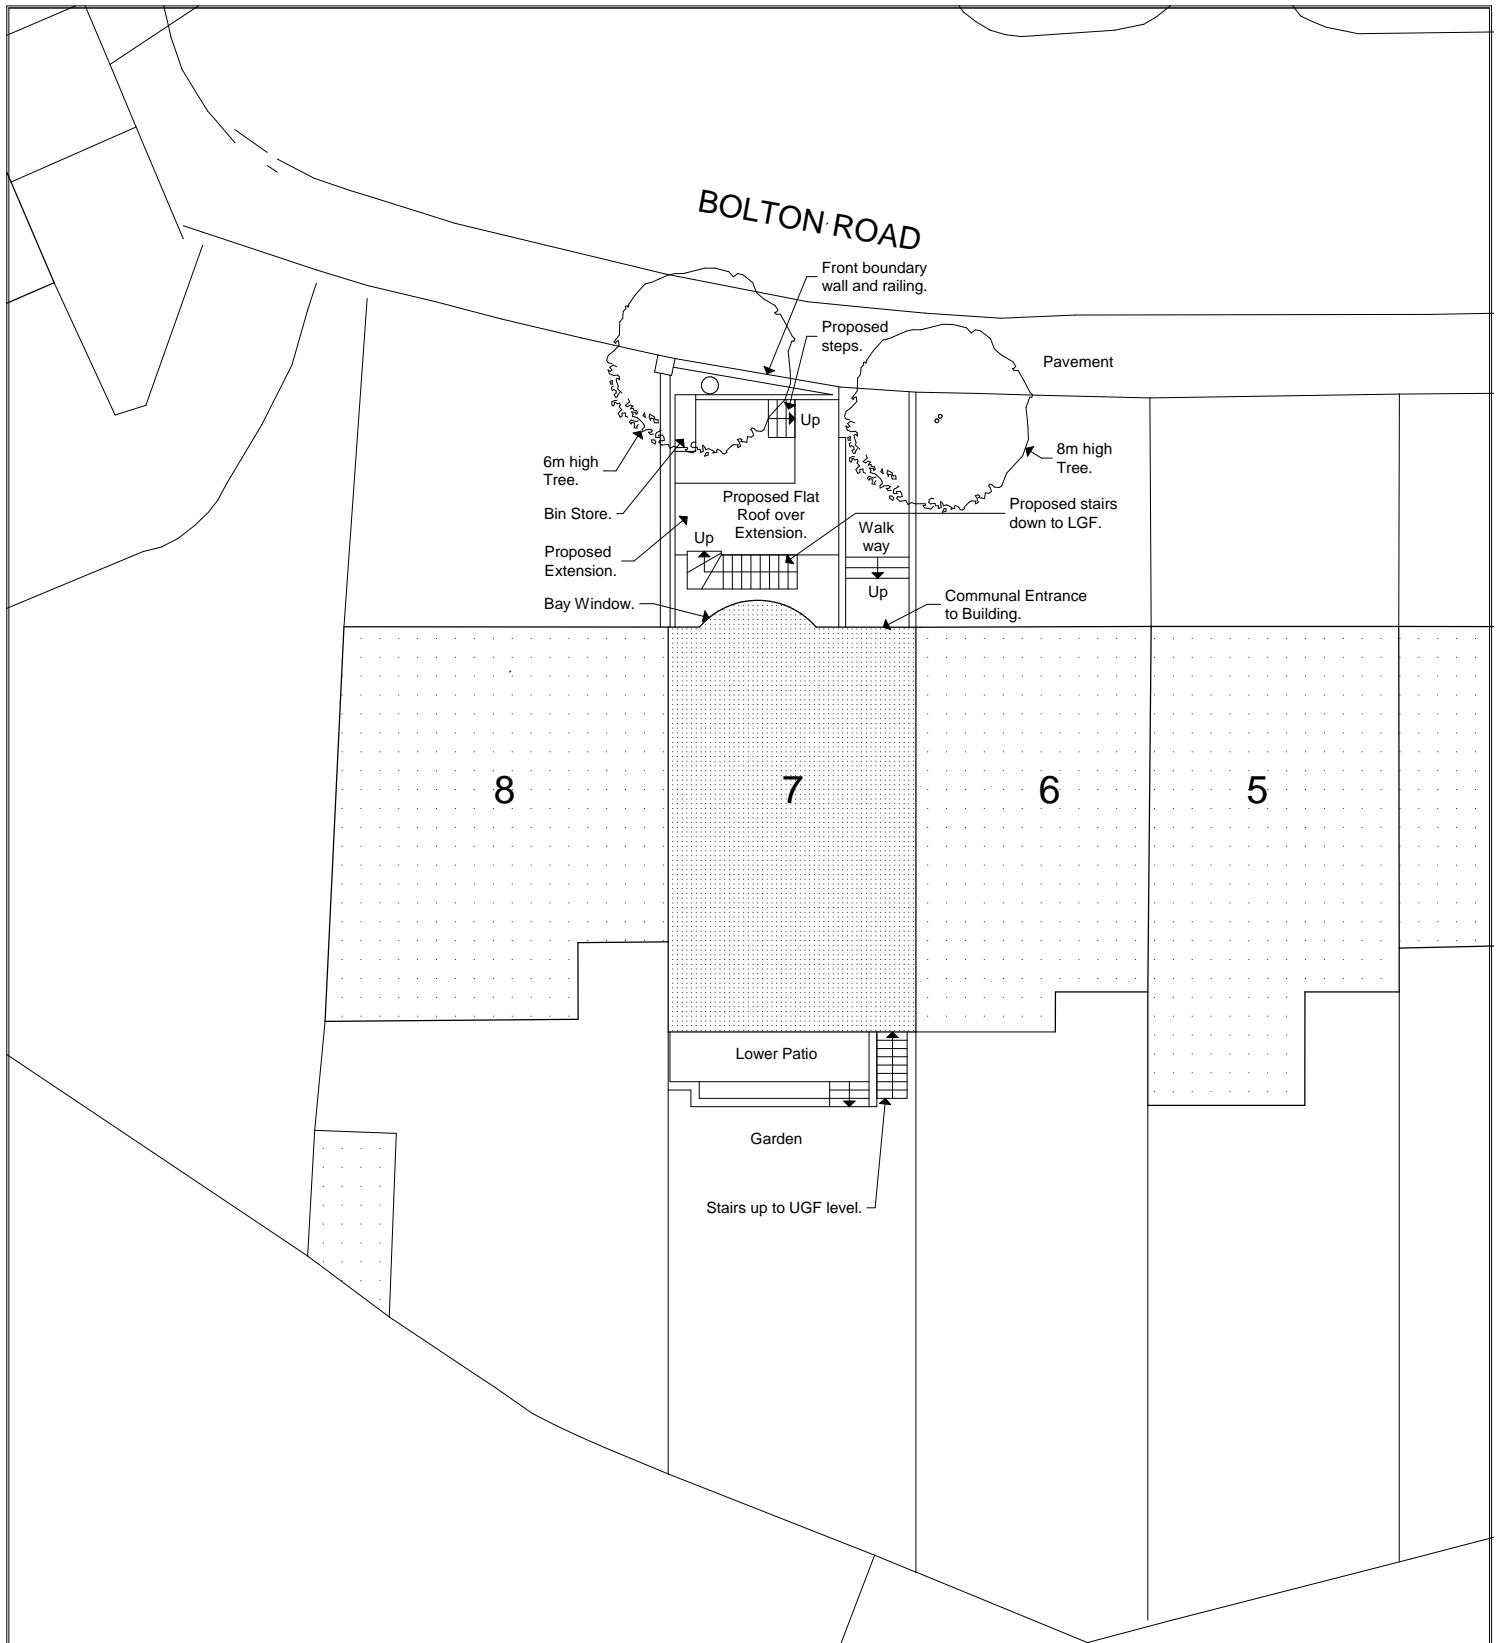 BOLTON ROAD
Front boundary
wall and railing.
Proposed
steps.
Pavement
Up
6m high
Tree.
8m high
Tree.
Bin Store.
Proposed Flat
Roof over
Extension.
Proposed stairs
down to LGF.
Walk
way
Up
Proposed
Extension.
Up
Bay Window.
Communal Entrance
to Building.
8
7
6
5
Lower Patio
Garden
Stairs up to UGF level.